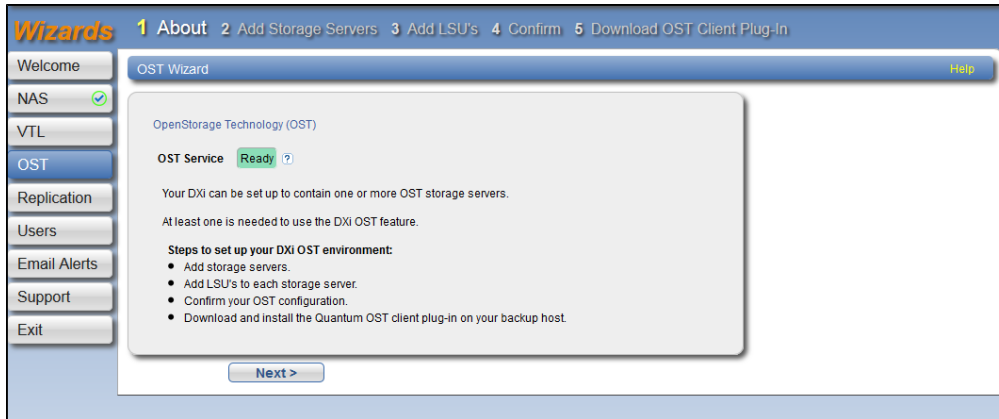 Wizards
1 About 2 Add Storage Servers 3 Add LSU's 4 Confirm 5 Download OST Client Plug-In
Welcome
NAS
VTL
OST
Replication
Users
Email Alerts
Support
Exit
OST Wizard
Help
OpenStorage Technology (OST)
OST Service Ready ?
Your DXi can be set up to contain one or more OST storage servers.
At least one is needed to use the DXi OST feature.
Steps to set up your DXi OST environment:
• Add storage servers.
• Add LSU's to each storage server.
• Confirm your OST configuration.
• Download and install the Quantum OST client plug-in on your backup host.
Next >